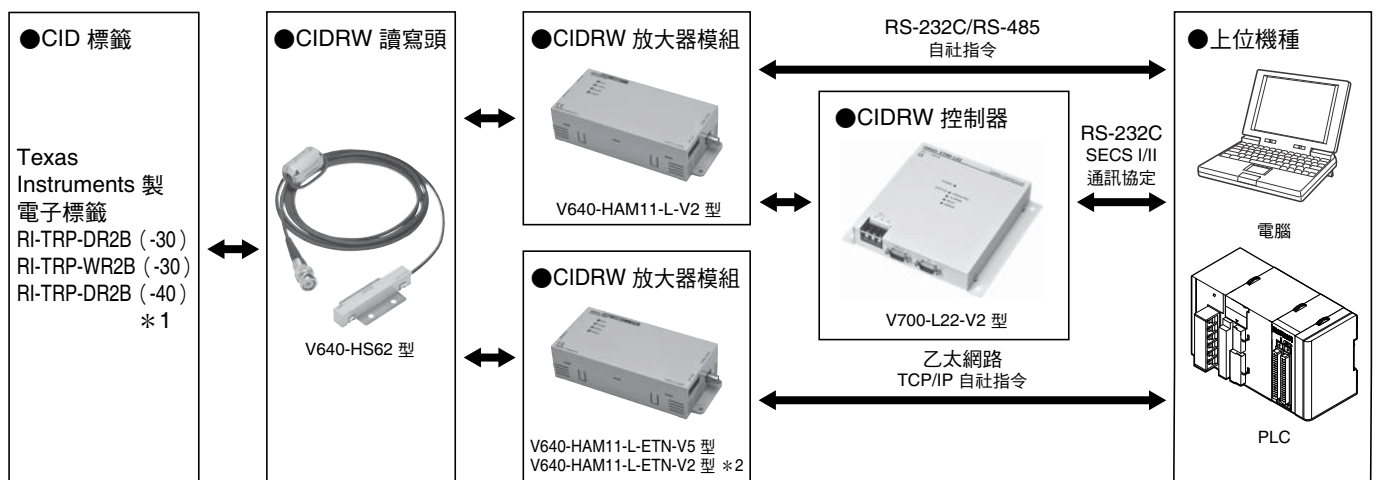 ●CID 標籤
Texas
Instruments 製
電子標籤
RI-TRP-DR2B（-30）
RI-TRP-WR2B（-30）
RI-TRP-DR2B（-40）
＊1
●CIDRW 讀寫頭
V640-HS62 型
●CIDRW 放大器模組
V640-HAM11-L-V2 型
●CIDRW 放大器模組
V640-HAM11-L-ETN-V5 型
V640-HAM11-L-ETN-V2 型 ＊2
RS-232C/RS-485
自社指令
●CIDRW 控制器
V700-L22-V2 型
RS-232C
SECS I/II
通訊協定
乙太網路
TCP/IP 自社指令
●上位機種
電腦
PLC